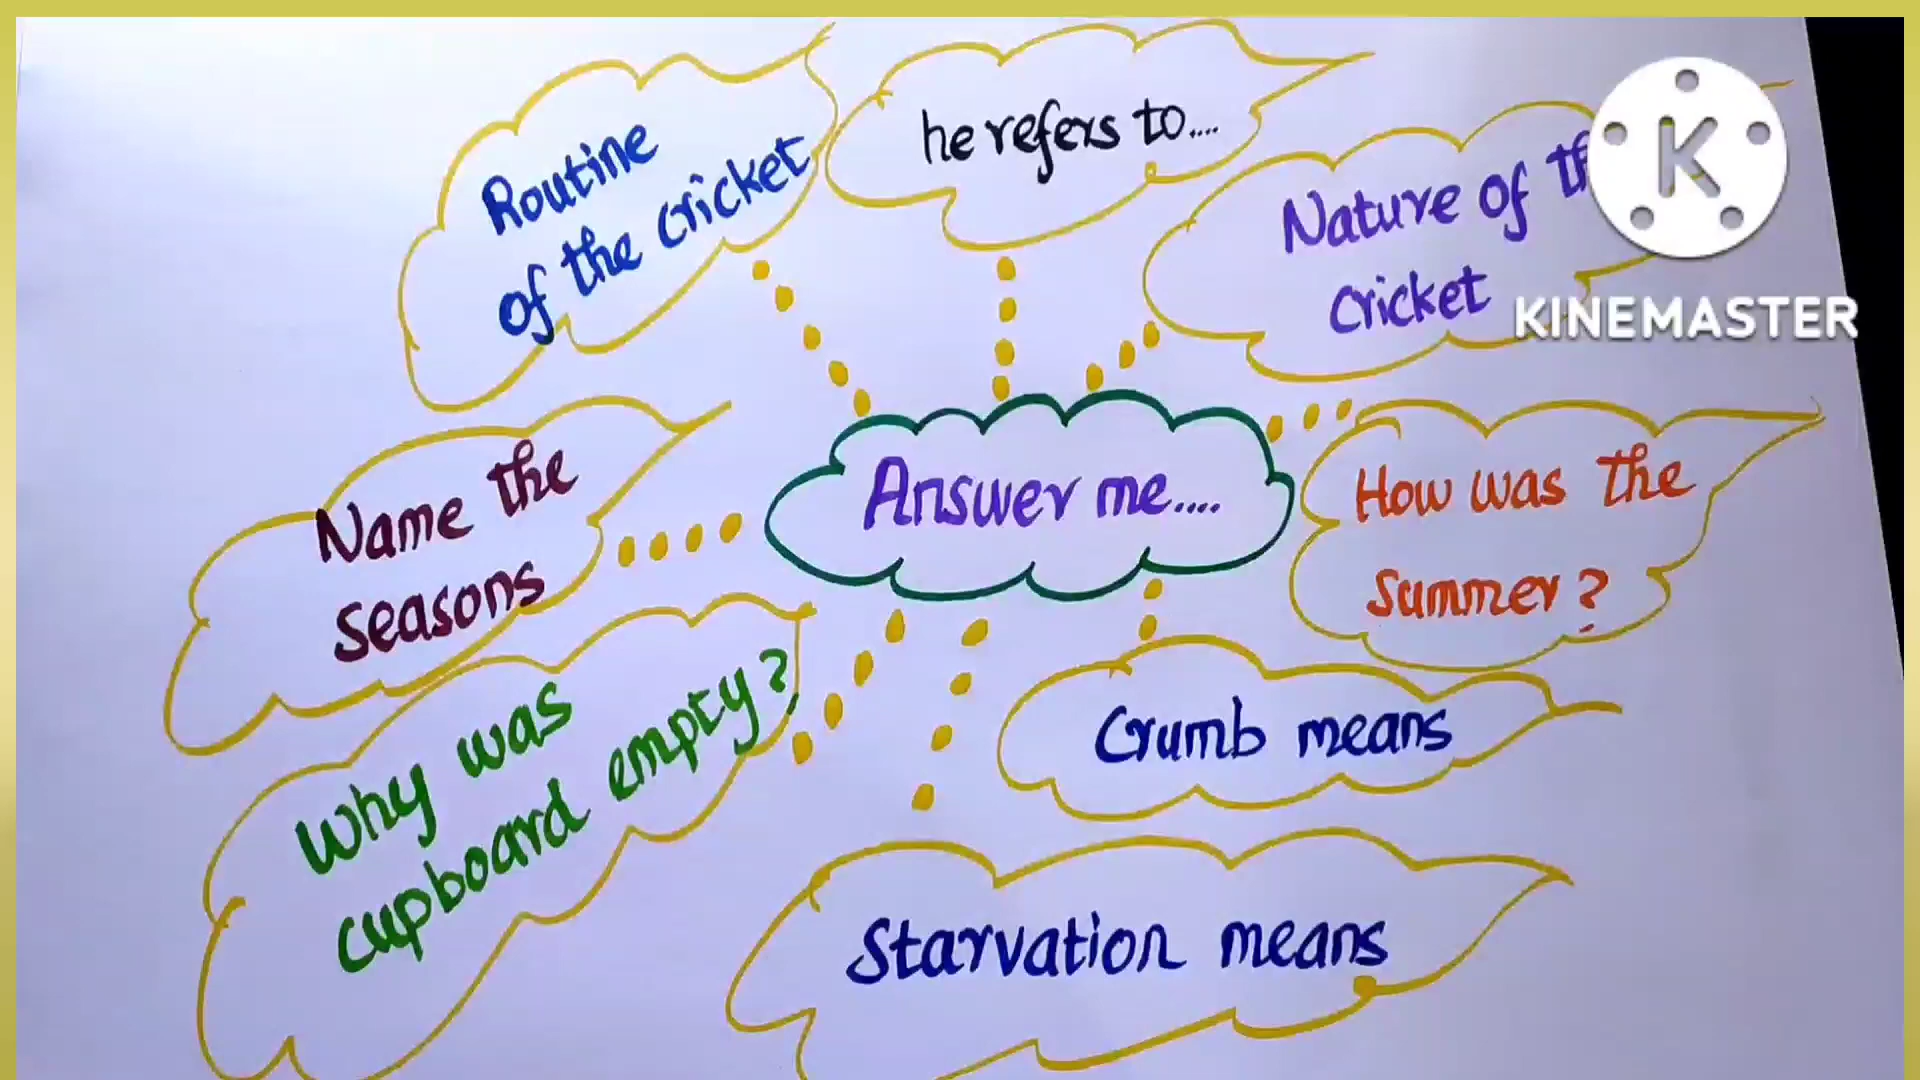 Routine
of the cricket
he refers to....
Nature of th
cricket
KINEMASTER
Name the
seasons
Answer me....
How was the
summer?
Why was
cupboard empty?
Crumb means
Starvation means